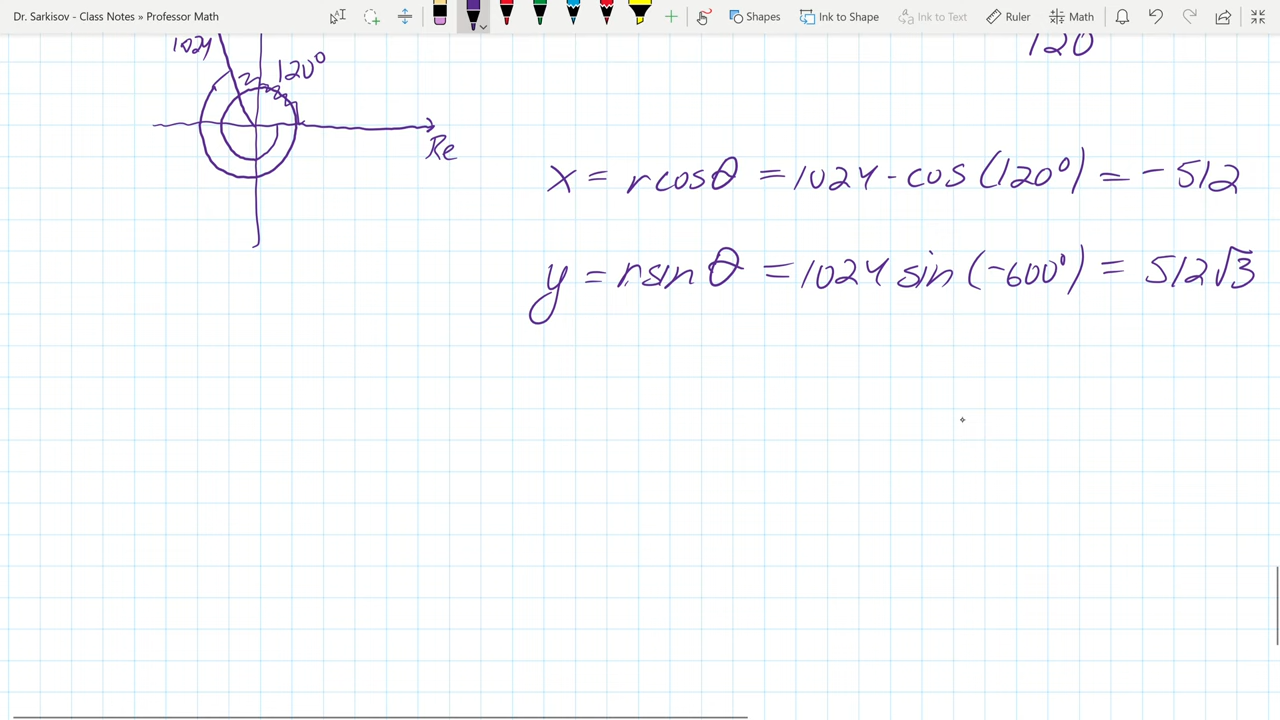 Dr. Sarkisov - Class Notes » Professor Math
Shapes Ink to Shape Ink to Text Ruler Math
1024
120°
120
Re
x = r cosθ = 1024 - cos (120°) = - 512
y = r sin θ = 1024 sin (-600°) = 512√3